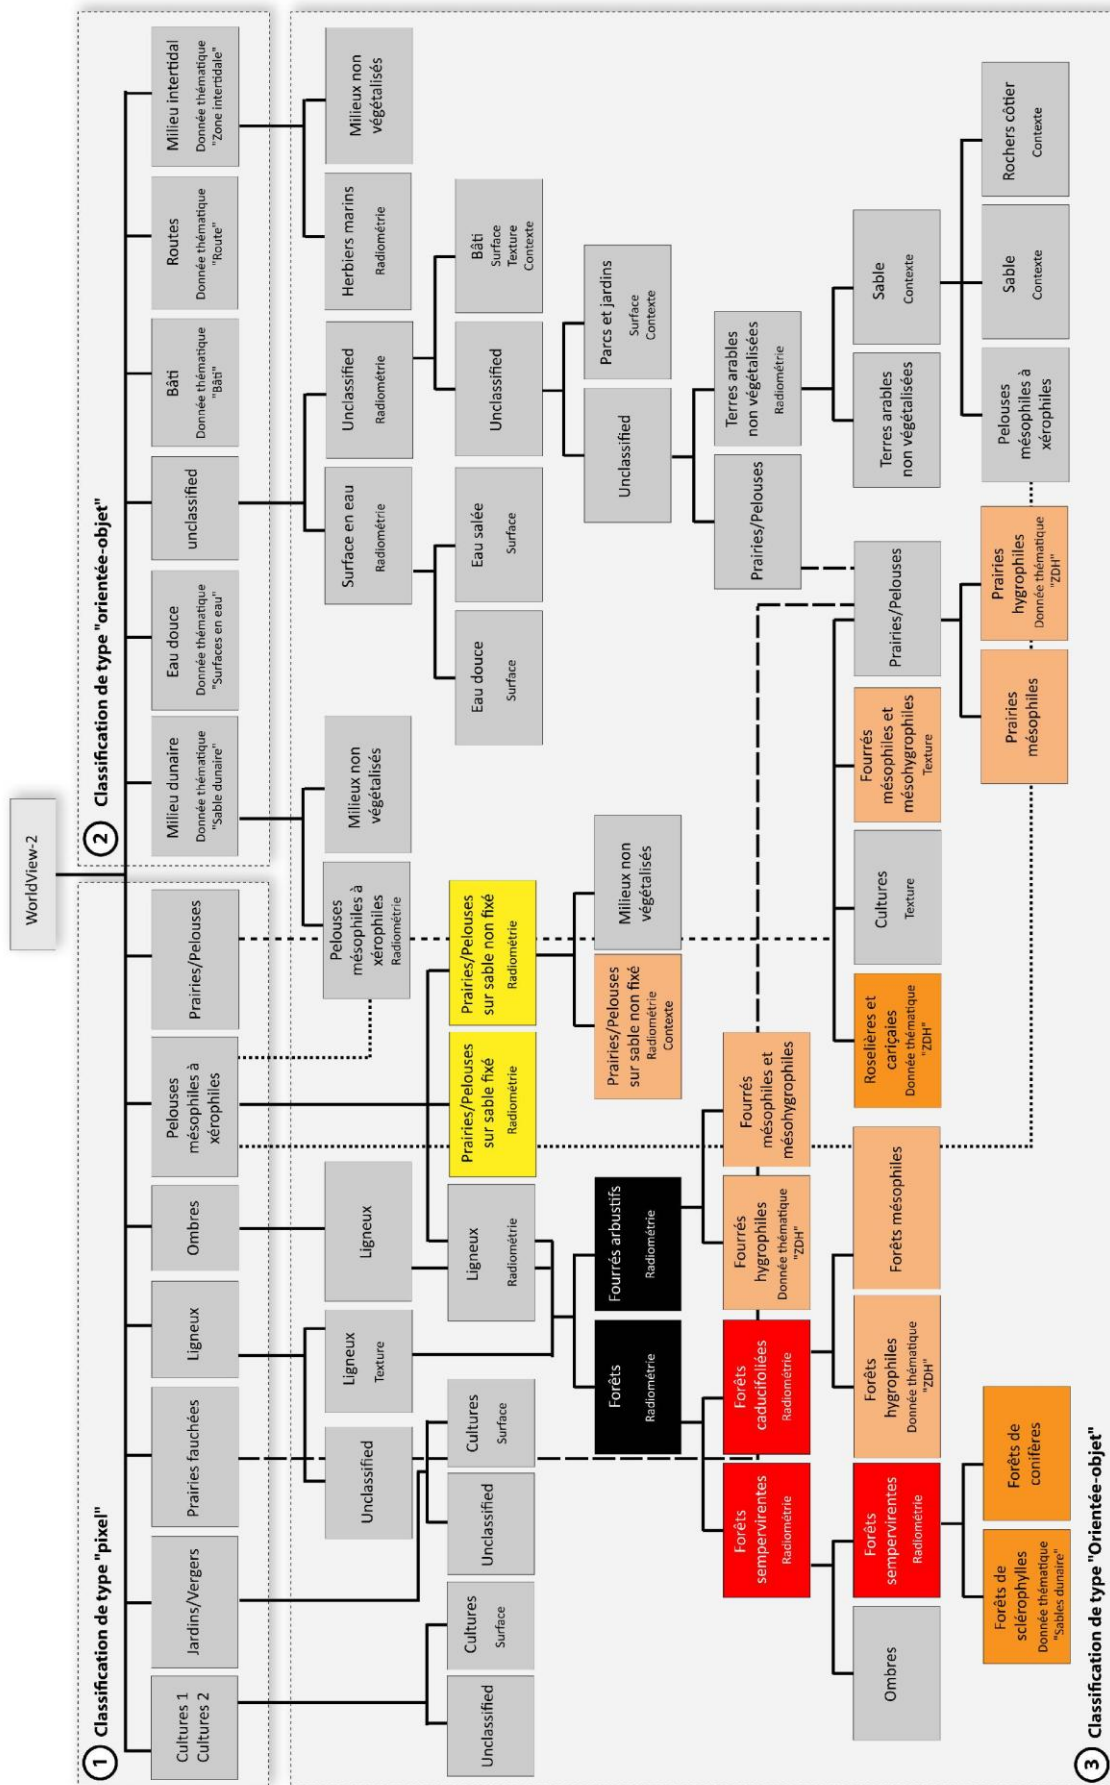 WorldView-2
1 Classification de type "pixel"
2 Classification de type "orientée-objet"
Cultures 1
Cultures 2
Jardins/Vergers
Prairies fauchées
Ligneux
Ombres
Pelouses
mésophiles à
xérophiles
Prairies/Pelouses
Milieu dunaire
Donnée thématique
"Sable dunaire"
Eau douce
Donnée thématique
"Surfaces en eau"
unclassified
Bâti
Donnée thématique
"Bâti"
Routes
Donnée thématique
"Route"
Milieu intertidal
Donnée thématique
"Zone intertidale"
Unclassified
Ligneux
Texture
Ligneux
Pelouses
mésophiles à
xérophiles
Radiométrie
Milieux non
végétalisés
Surface en eau
Radiométrie
Unclassified
Radiométrie
Herbiers marins
Radiométrie
Milieux non
végétalisés
Unclassified
Cultures
Surface
Unclassified
Cultures
Surface
Ligneux
Radiométrie
Prairies/Pelouses
sur sable fixé
Radiométrie
Prairies/Pelouses
sur sable non fixé
Radiométrie
Eau douce
Surface
Eau salée
Surface
Unclassified
Bâti
Surface
Texture
Contexte
Forêts
Radiométrie
Fourrés arbustifs
Radiométrie
Prairies/Pelouses
sur sable non fixé
Radiométrie
Contexte
Milieux non
végétalisés
Unclassified
Parcs et jardins
Surface
Contexte
Forêts
sempervirentes
Radiométrie
Forêts
caducifoliées
Radiométrie
Fourrés
hygrophiles
Donnée thématique
"ZDH"
Fourrés
mésophiles et
mésohygrophiles
Prairies/Pelouses
Terres arables
non végétalisées
Radiométrie
Ombres
Forêts
sempervirentes
Radiométrie
Forêts
hygrophiles
Donnée thématique
"ZDH"
Forêts mésophiles
Roselières et
cariçaies
Donnée thématique
"ZDH"
Cultures
Texture
Fourrés
mésophiles et
mésohygrophiles
Texture
Prairies/Pelouses
Terres arables
non végétalisées
Sable
Contexte
Forêts de
sclérophylles
Donnée thématique
"Sables dunaire"
Forêts de
conifères
Prairies
mésophiles
Prairies
hygrophiles
Donnée thématique
"ZDH"
Pelouses
mésophiles à
xérophiles
Sable
Contexte
Rochers côtier
Contexte
3 Classification de type "Orientée-objet"